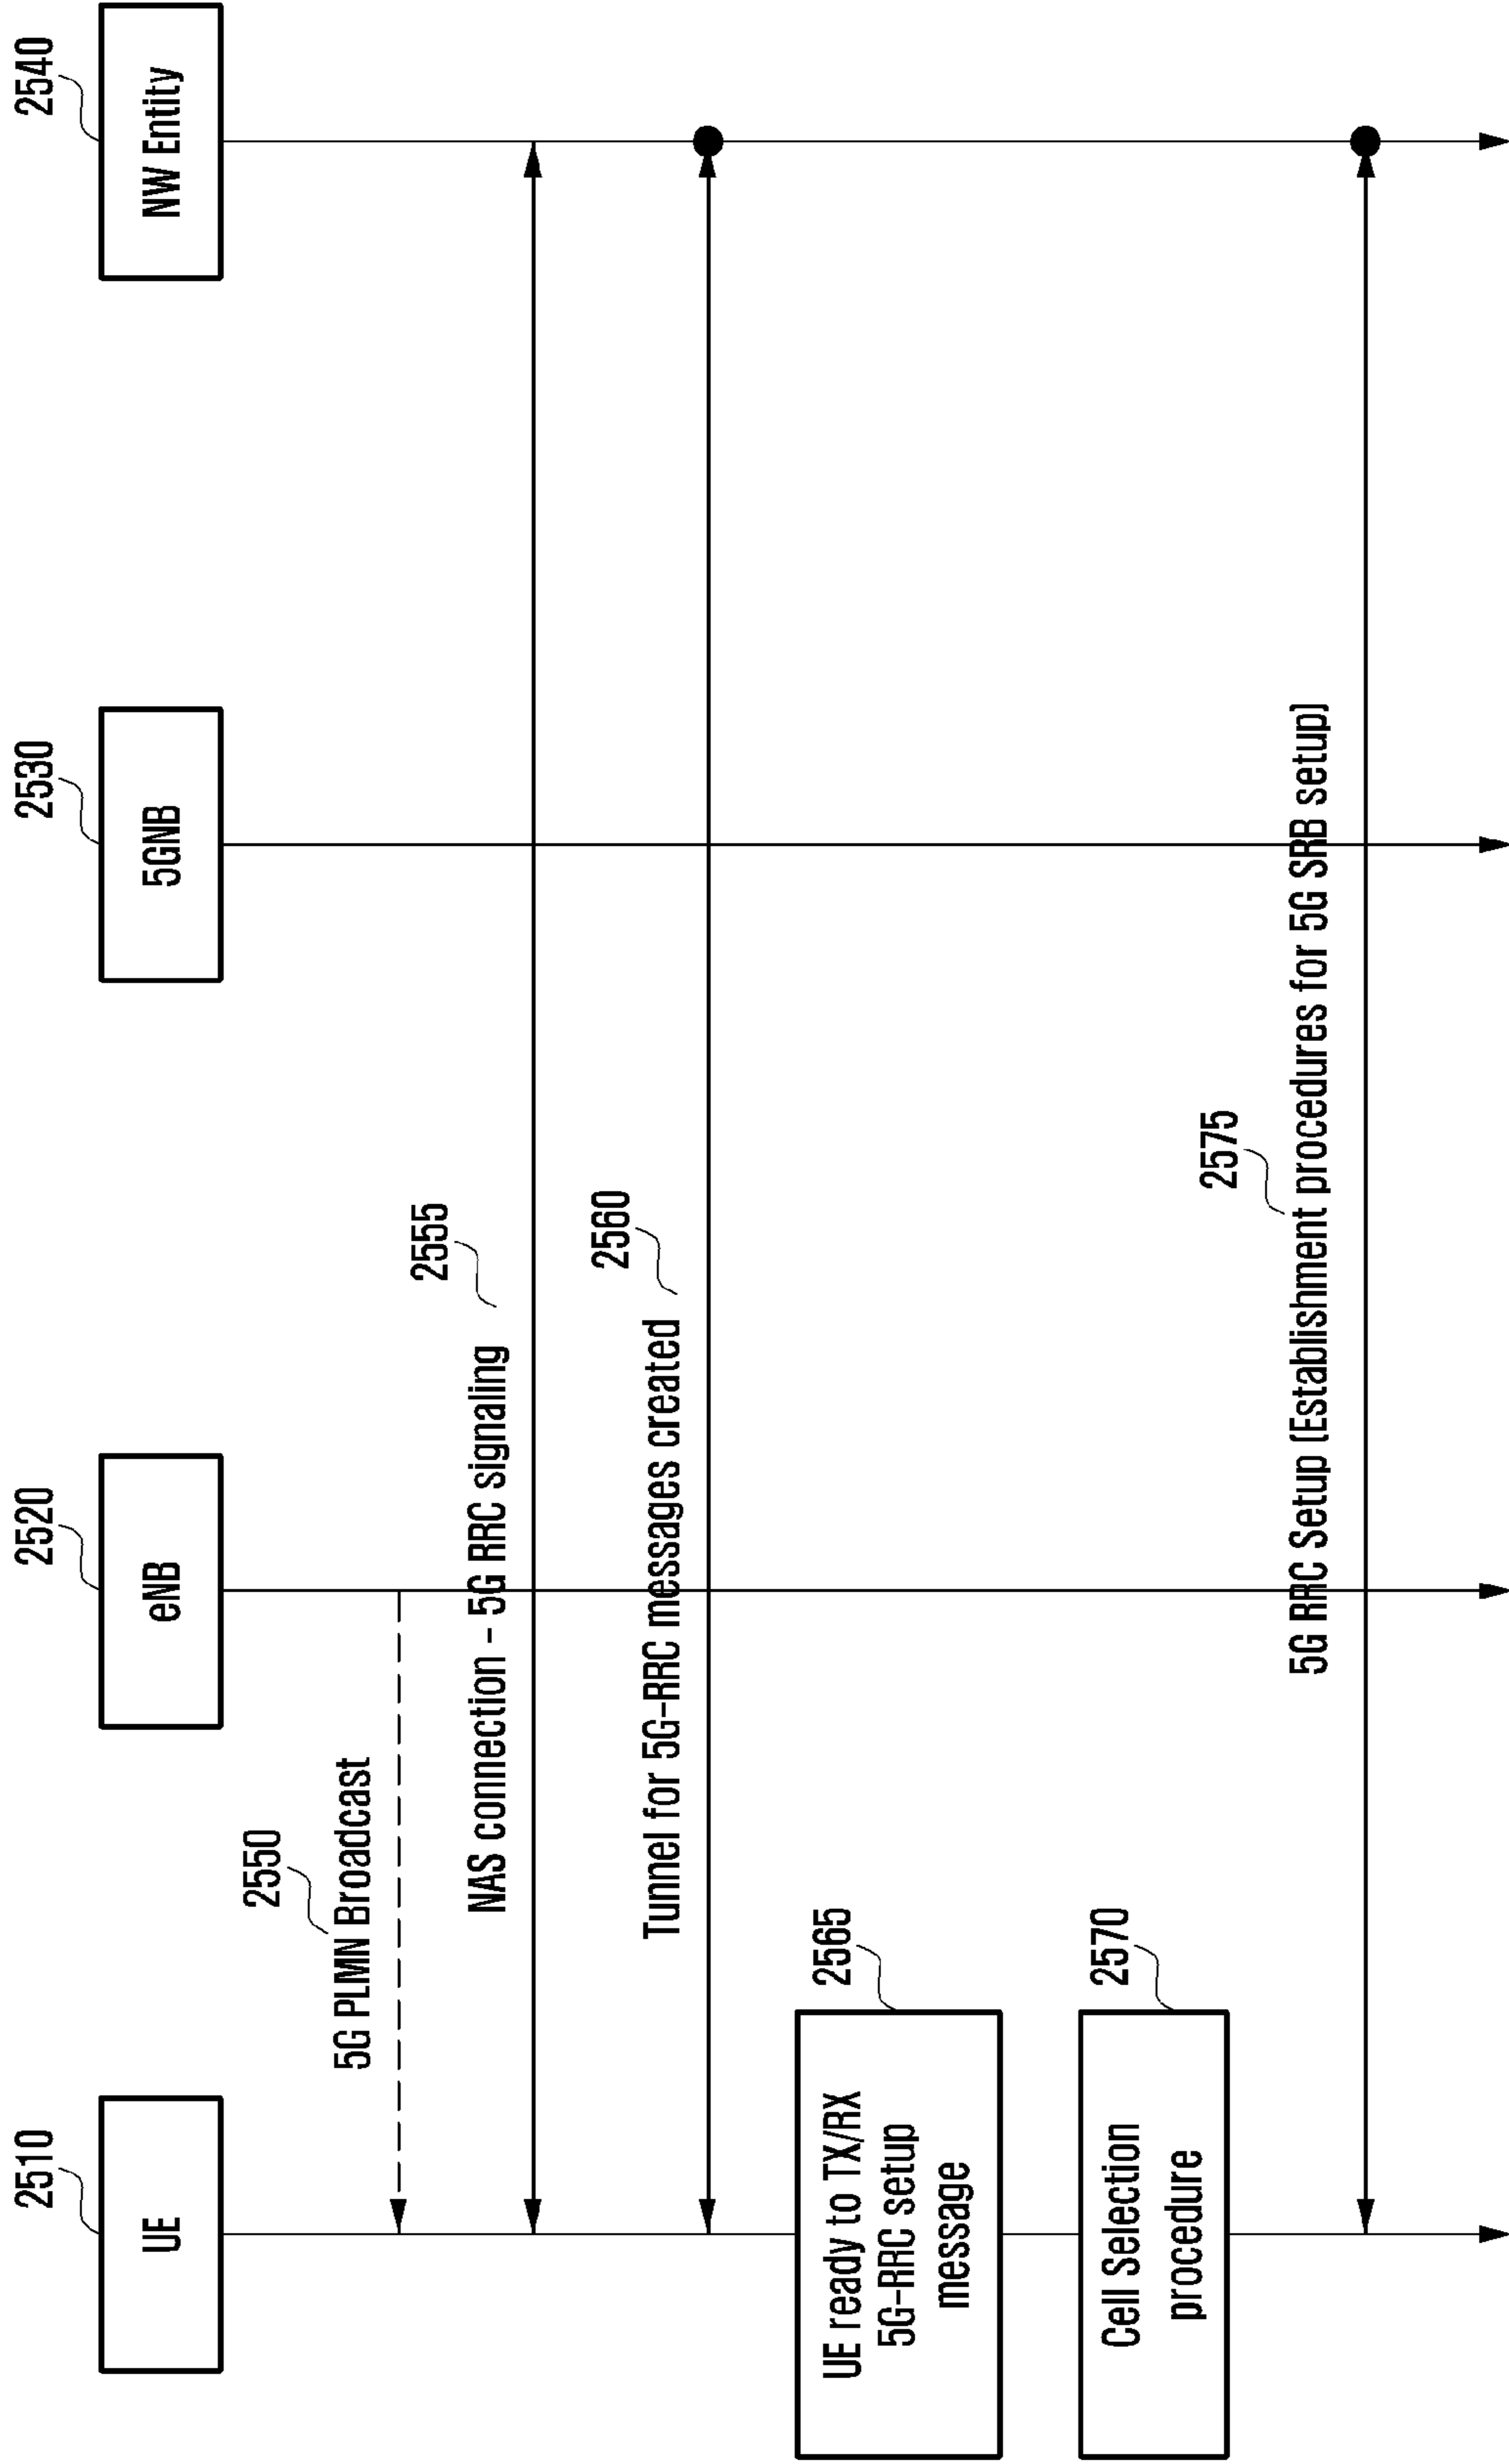 2510
2520
2530
2540
UE
eNB
5GNB
NW Entity
2550
5G PLMN Broadcast
2555
NAS connection - 5G RRC signaling
2560
Tunnel for 5G-RRC messages created
2565
UE ready to TX/RX
5G-RRC setup
message
2570
Cell Selection
procedure
2575
5G RRC Setup (Establishment procedures for 5G SRB setup)